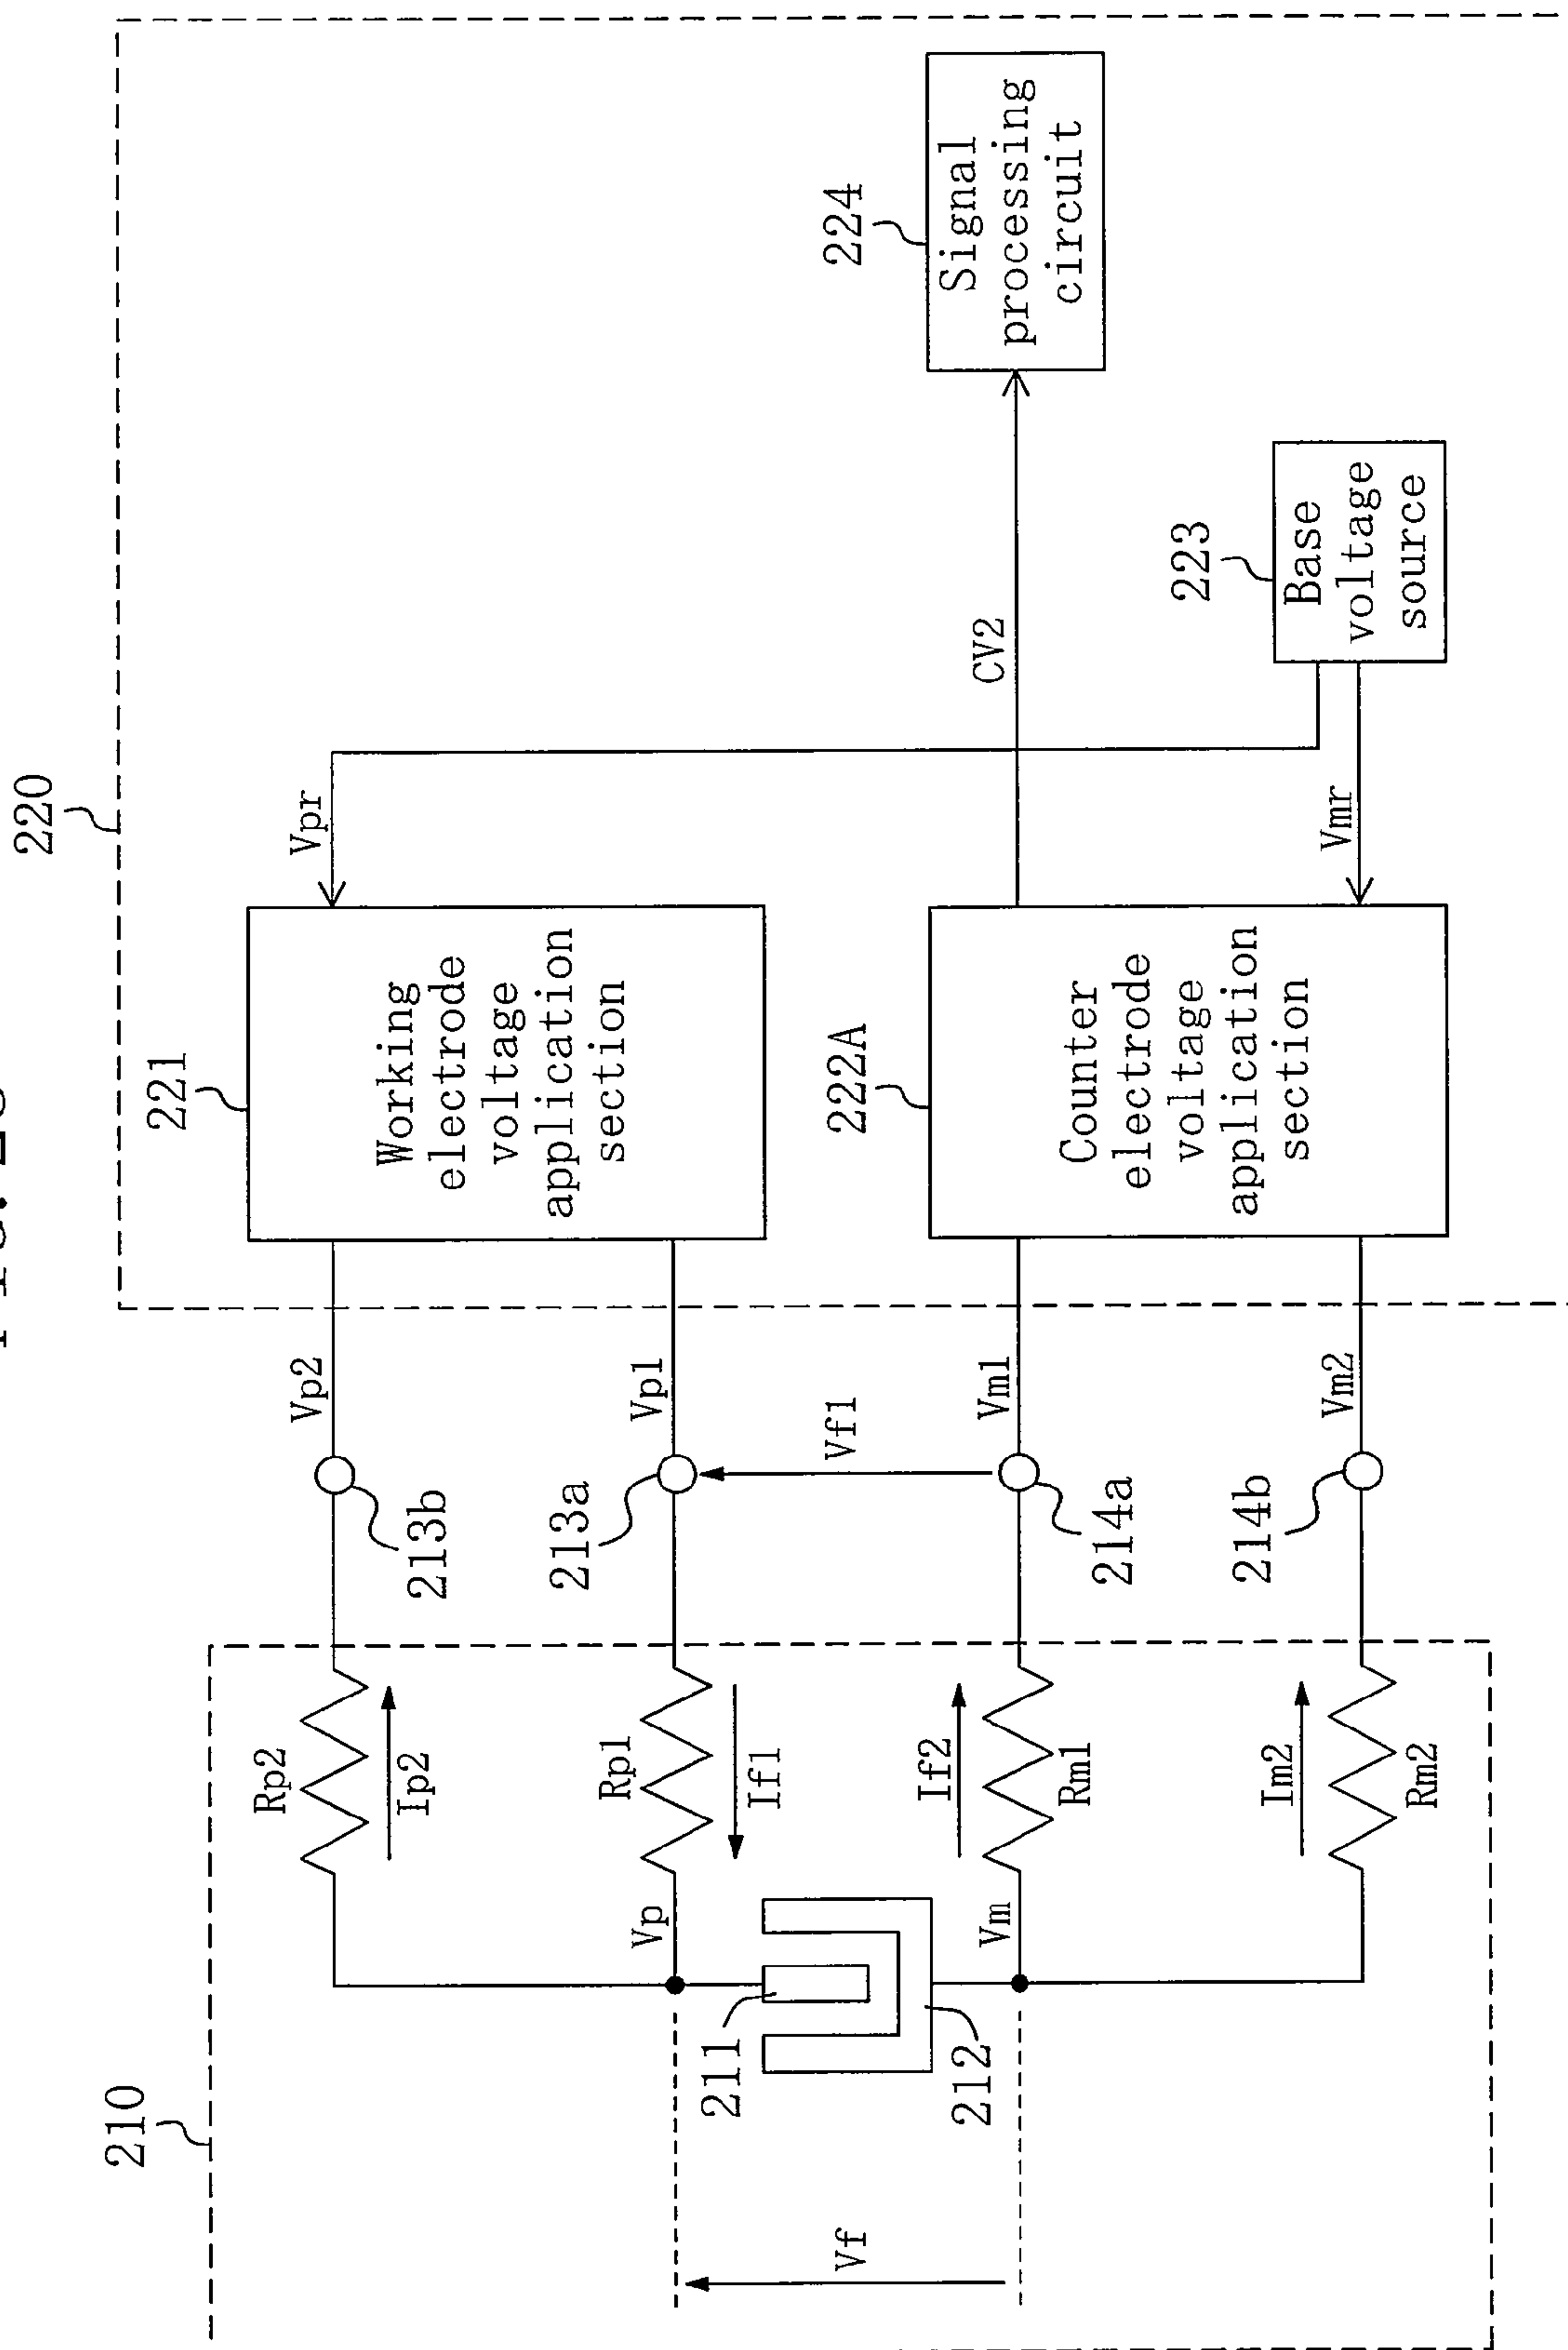 220
224
Signal
processing
circuit
CV2
223
Base
voltage
source
Vpr
Vmr
221
Working
electrode
voltage
application
section
222A
Counter
electrode
voltage
application
section
Vp2
Vp1
Vm1
Vm2
Vf1
213b
213a
214a
214b
210
Rp2
Ip2
Rp1
If1
If2
Rm1
Im2
Rm2
Vp
Vm
211
212
Vf